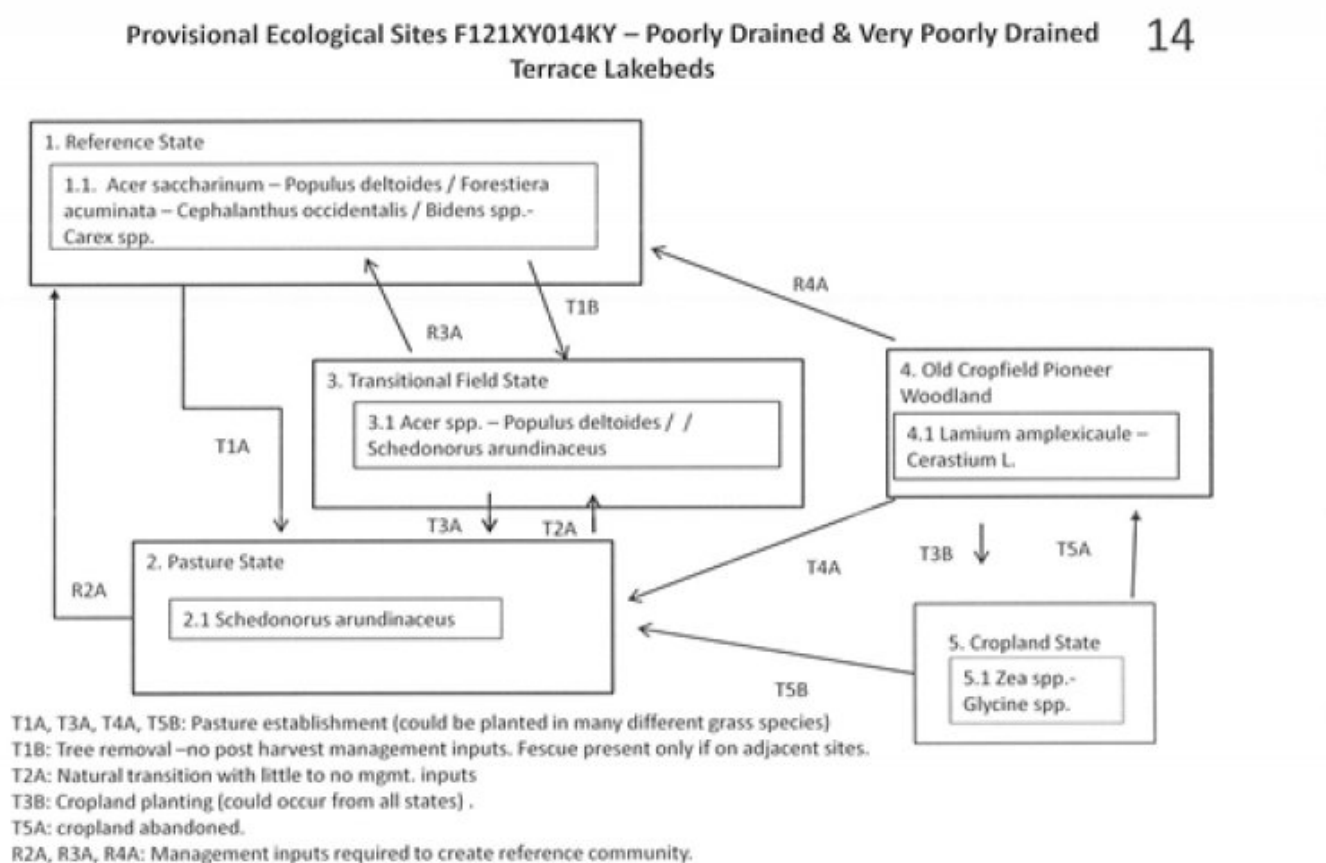 Provisional Ecological Sites F121XY014KY – Poorly Drained & Very Poorly Drained
Terrace Lakebeds
14
1. Reference State
1.1. Acer saccharinum – Populus deltoides / Forestiera
acuminata – Cephalanthus occidentalis / Bidens spp.-
Carex spp.
R4A
T1B
R3A
3. Transitional Field State
3.1 Acer spp. – Populus deltoides / /
Schedonorus arundinaceus
4. Old Cropfield Pioneer
Woodland
4.1 Lamium amplexicaule –
Cerastium L.
T1A
T3A
T2A
T3B
T5A
T4A
2. Pasture State
2.1 Schedonorus arundinaceus
R2A
5. Cropland State
5.1 Zea spp.-
Glycine spp.
T5B
T1A, T3A, T4A, T5B: Pasture establishment (could be planted in many different grass species)
T1B: Tree removal –no post harvest management inputs. Fescue present only if on adjacent sites.
T2A: Natural transition with little to no mgmt. inputs
T3B: Cropland planting (could occur from all states) .
T5A: cropland abandoned.
R2A, R3A, R4A: Management inputs required to create reference community.